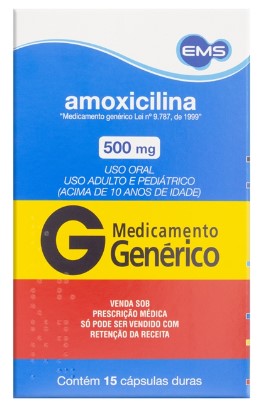 EMS
amoxicilina
"Medicamento genérico Lei nº 9.787, de 1999"
500 mg
USO ORAL
USO ADULTO E PEDIÁTRICO
(ACIMA DE 10 ANOS DE IDADE)
G Medicamento
Genérico
VENDA SOB
PRESCRIÇÃO MÉDICA
SÓ PODE SER VENDIDO COM
RETENÇÃO DA RECEITA
Contém 15 cápsulas duras